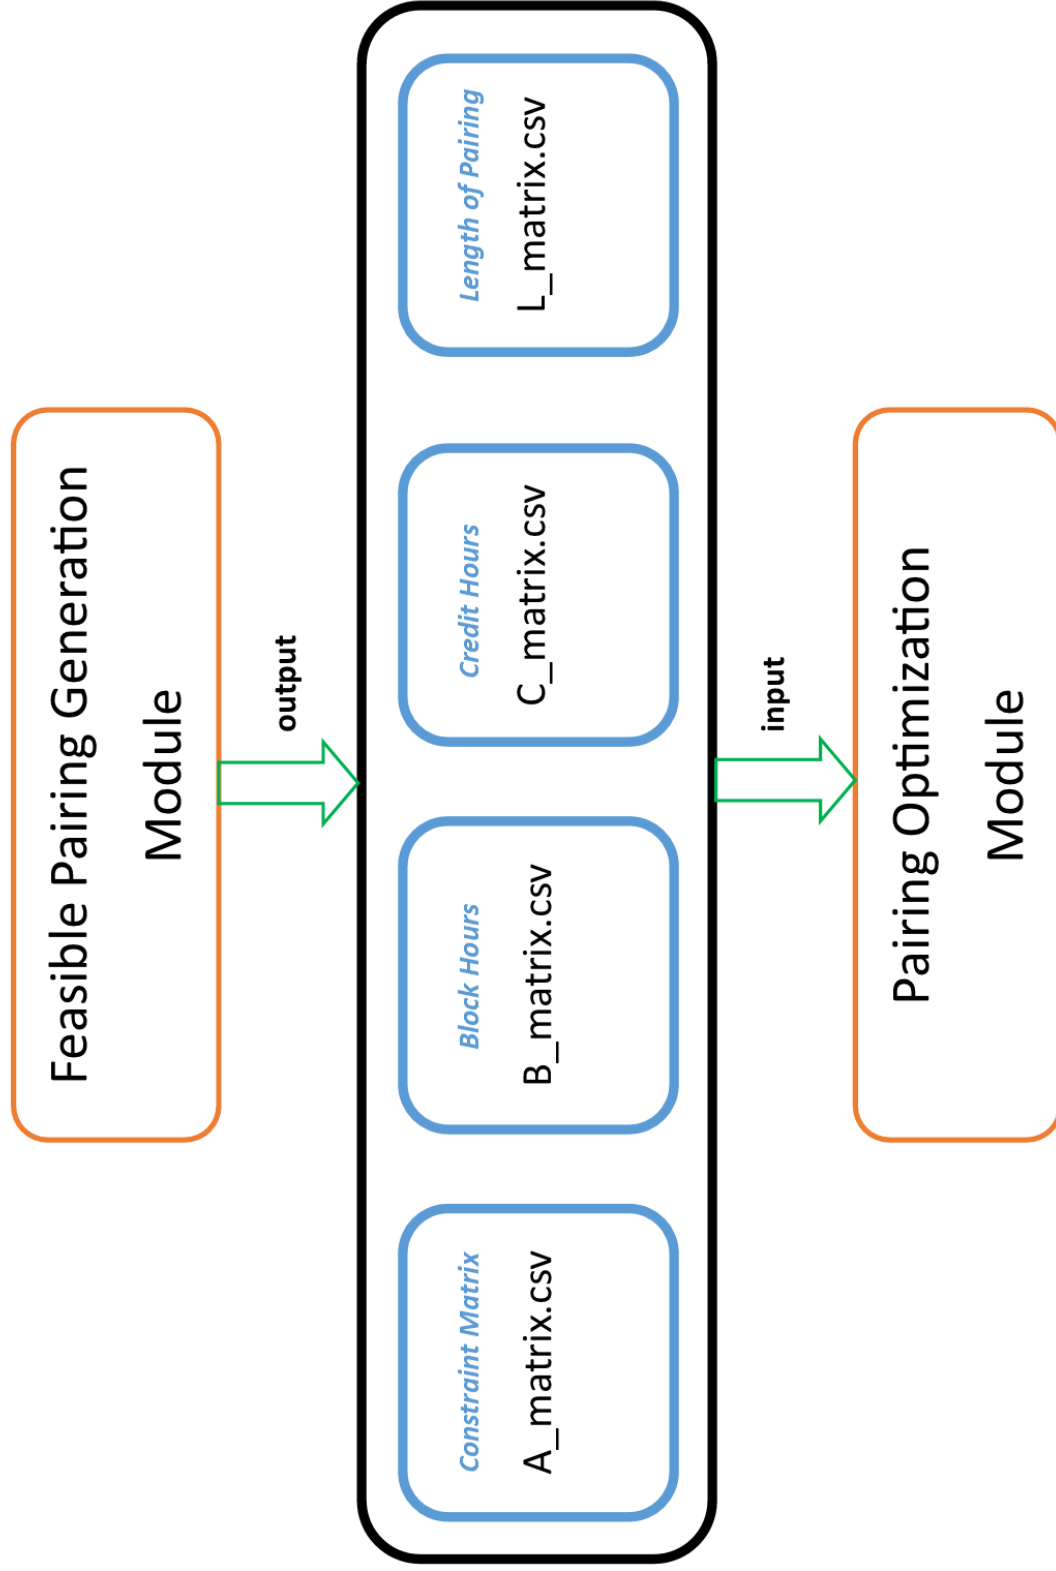 Feasible Pairing Generation
Module
output
Constraint Matrix
A_matrix.csv
Block Hours
B_matrix.csv
Credit Hours
C_matrix.csv
Length of Pairing
L_matrix.csv
input
Pairing Optimization
Module